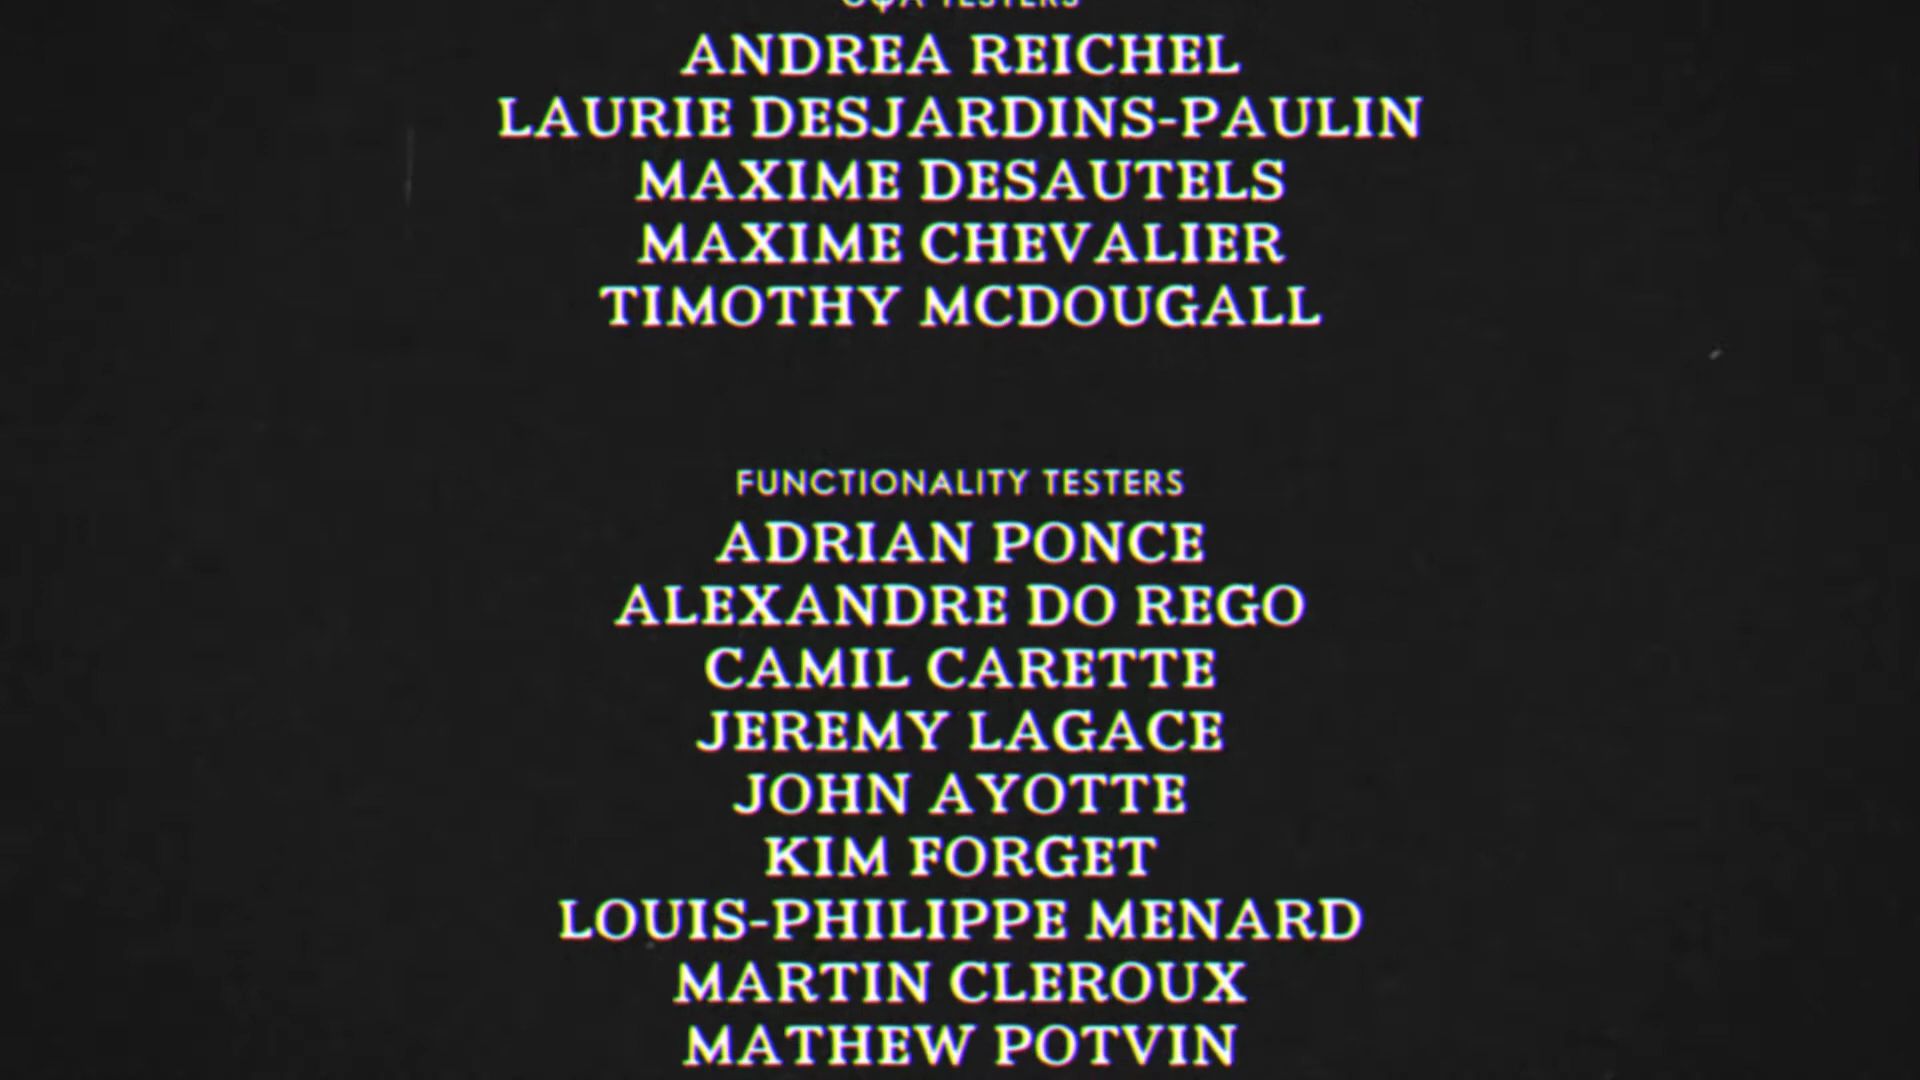 TESTERS
ANDREA REICHEL
LAURIE DESJARDINS-PAULIN
MAXIME DESAUTELS
MAXIME CHEVALIER
TIMOTHY MCDOUGALL
FUNCTIONALITY TESTERS
ADRIAN PONCE
ALEXANDRE DO REGO
CAMIL CARETTE
JEREMY LAGACE
JOHN AYOTTE
KIM FORGET
LOUIS-PHILIPPE MENARD
MARTIN CLEROUX
MATHEW POTVIN